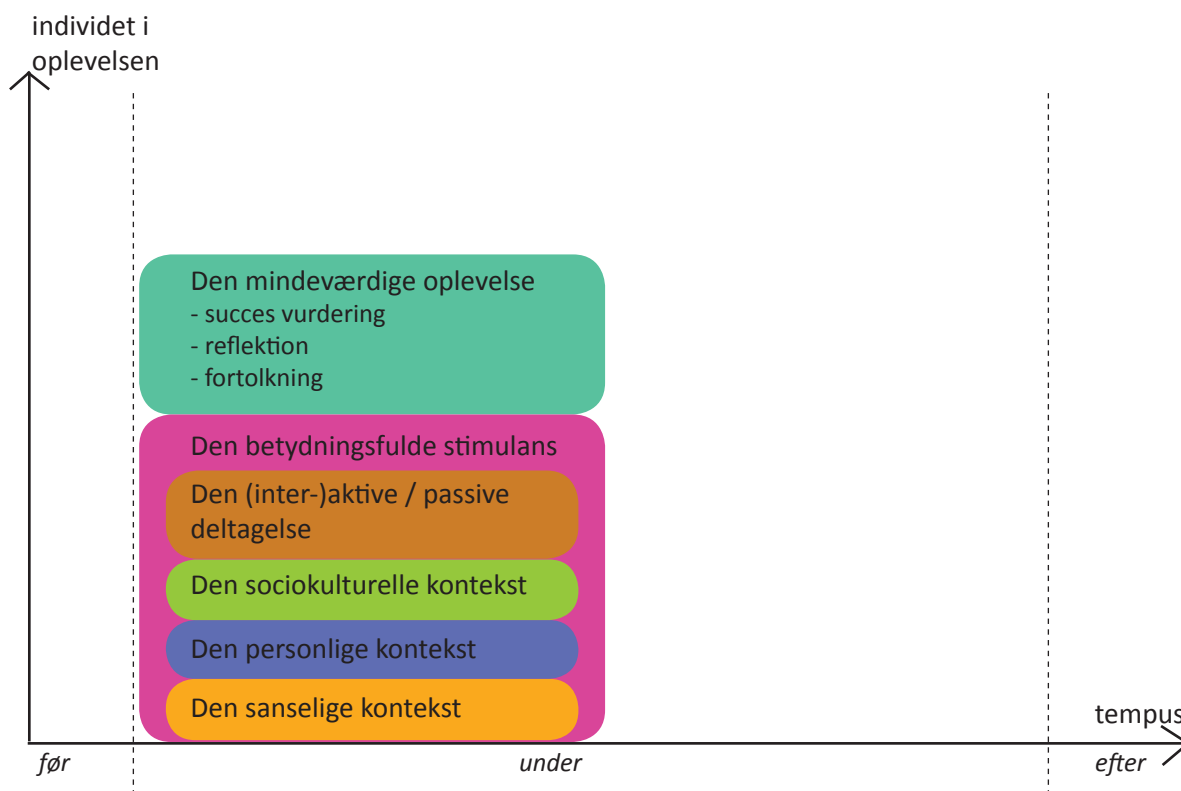 individet i
oplevelsen
Den mindeværdige oplevelse
- succes vurdering
- reflektion
- fortolkning
Den betydningsfulde stimulans
Den (inter-)aktive / passive
deltagelse
Den sociokulturelle kontekst
Den personlige kontekst
Den sanselige kontekst
tempus
før
under
efter